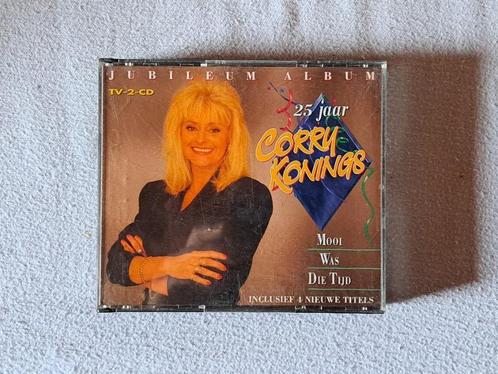 JUBILEUM ALBUM
TV-2-CD
25 jaar
CORRY
KONINGS
MOOI
WAS
DIE TIJD
INCLUSIEF 4 NIEUWE TITELS